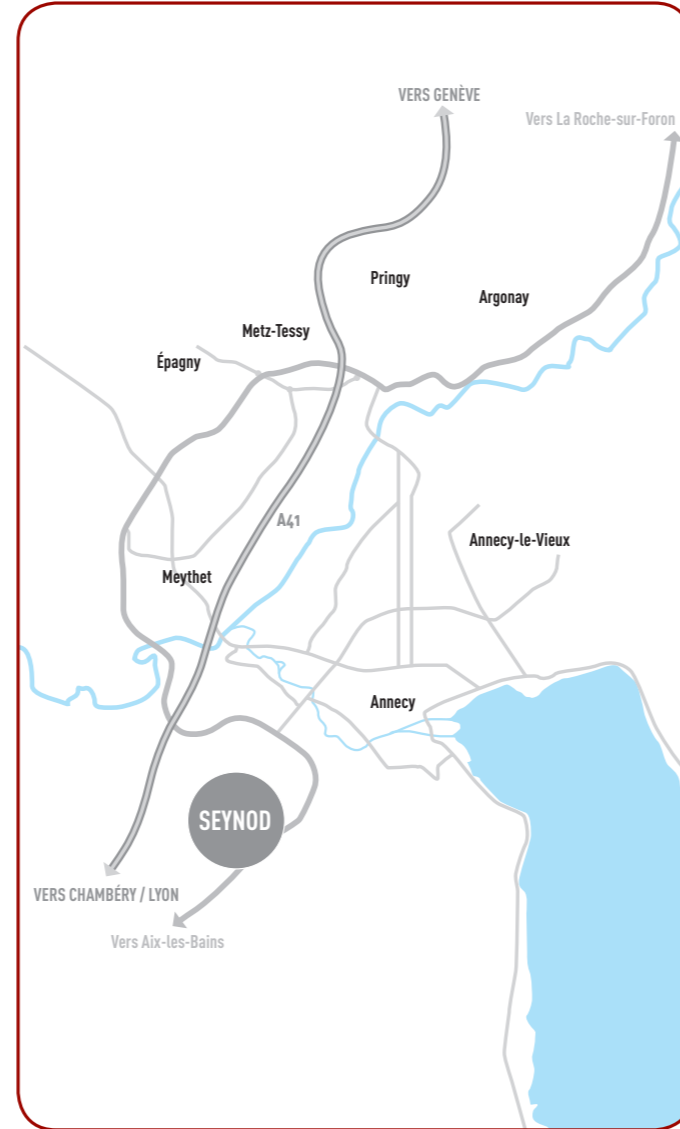 VERS GENÈVE
Vers La Roche-sur-Foron
Pringy
Argonay
Metz-Tessy
Épagny
A41
Annecy-le-Vieux
Meythet
Annecy
SEYNOD
VERS CHAMBÉRY / LYON
Vers Aix-les-Bains